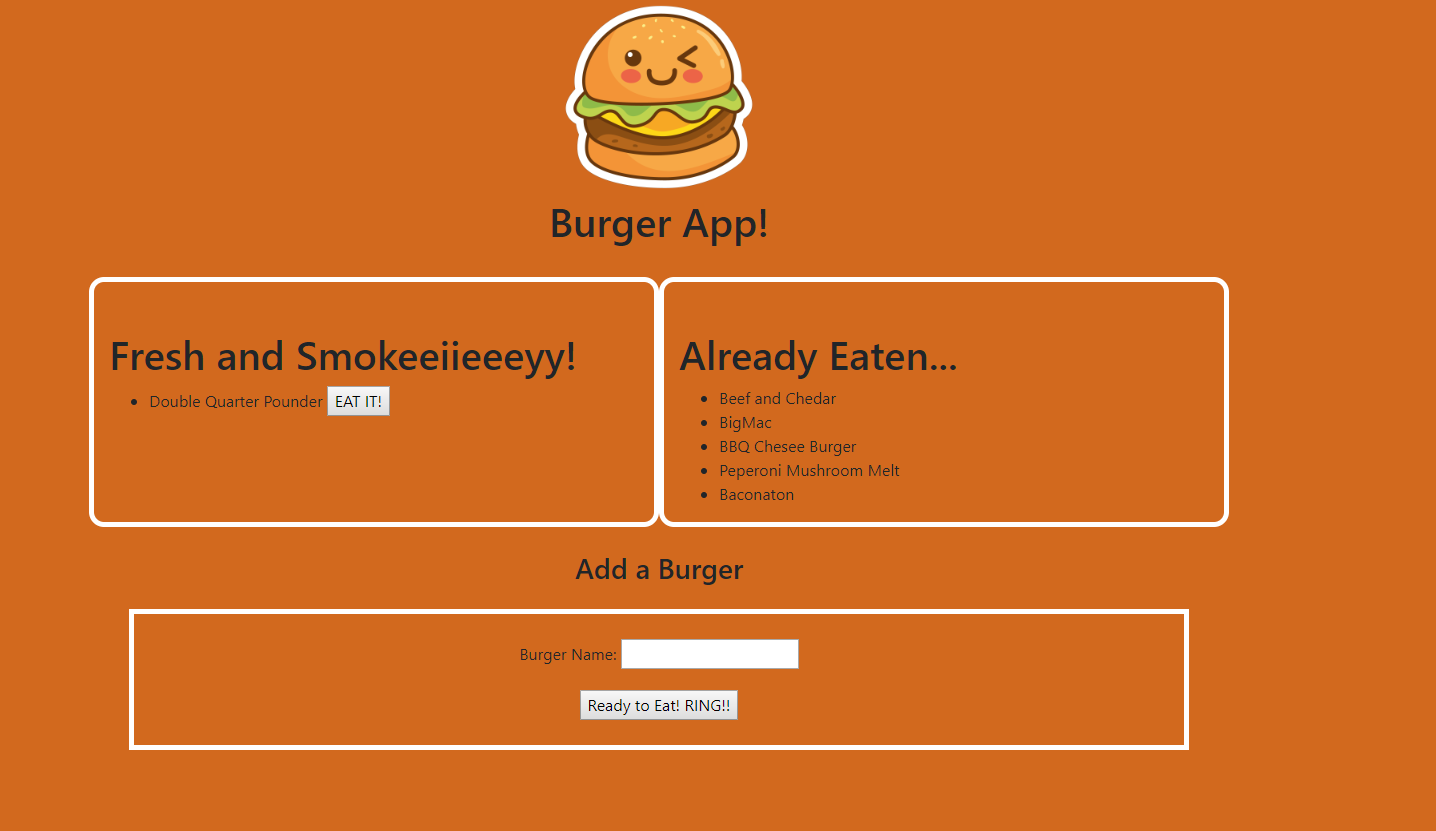 Burger App!
Fresh and Smokeeiieeeyy!
Double Quarter Pounder EAT IT!
Already Eaten...
Beef and Chedar
BigMac
BBQ Chesee Burger
Peperoni Mushroom Melt
Baconaton
Add a Burger
Burger Name:
Ready to Eat! RING!!